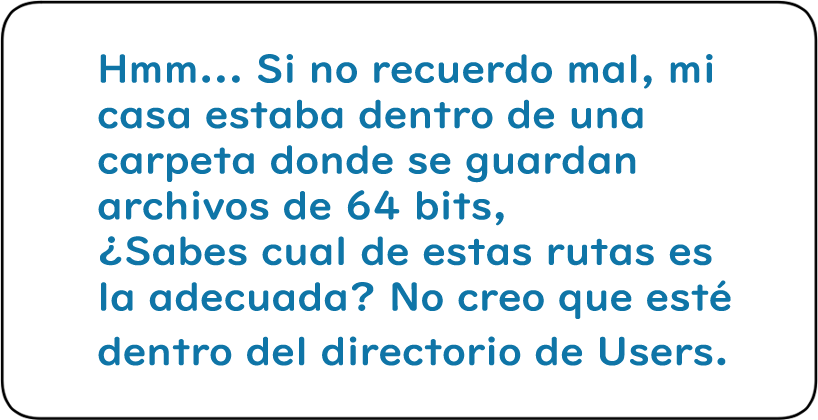 Hmm... Si no recuerdo mal, mi
casa estaba dentro de una
carpeta donde se guardan
archivos de 64 bits,
¿Sabes cual de estas rutas es
la adecuada? No creo que esté
dentro del directorio de Users.